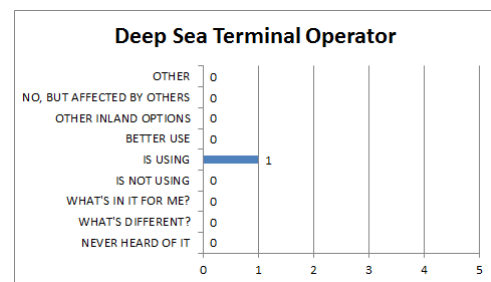 Deep Sea Terminal Operator
OTHER 0
NO, BUT AFFECTED BY OTHERS 0
OTHER INLAND OPTIONS 0
BETTER USE 0
IS USING 1
IS NOT USING 0
WHAT'S IN IT FOR ME? 0
WHAT'S DIFFERENT? 0
NEVER HEARD OF IT 0
0 1 2 3 4 5